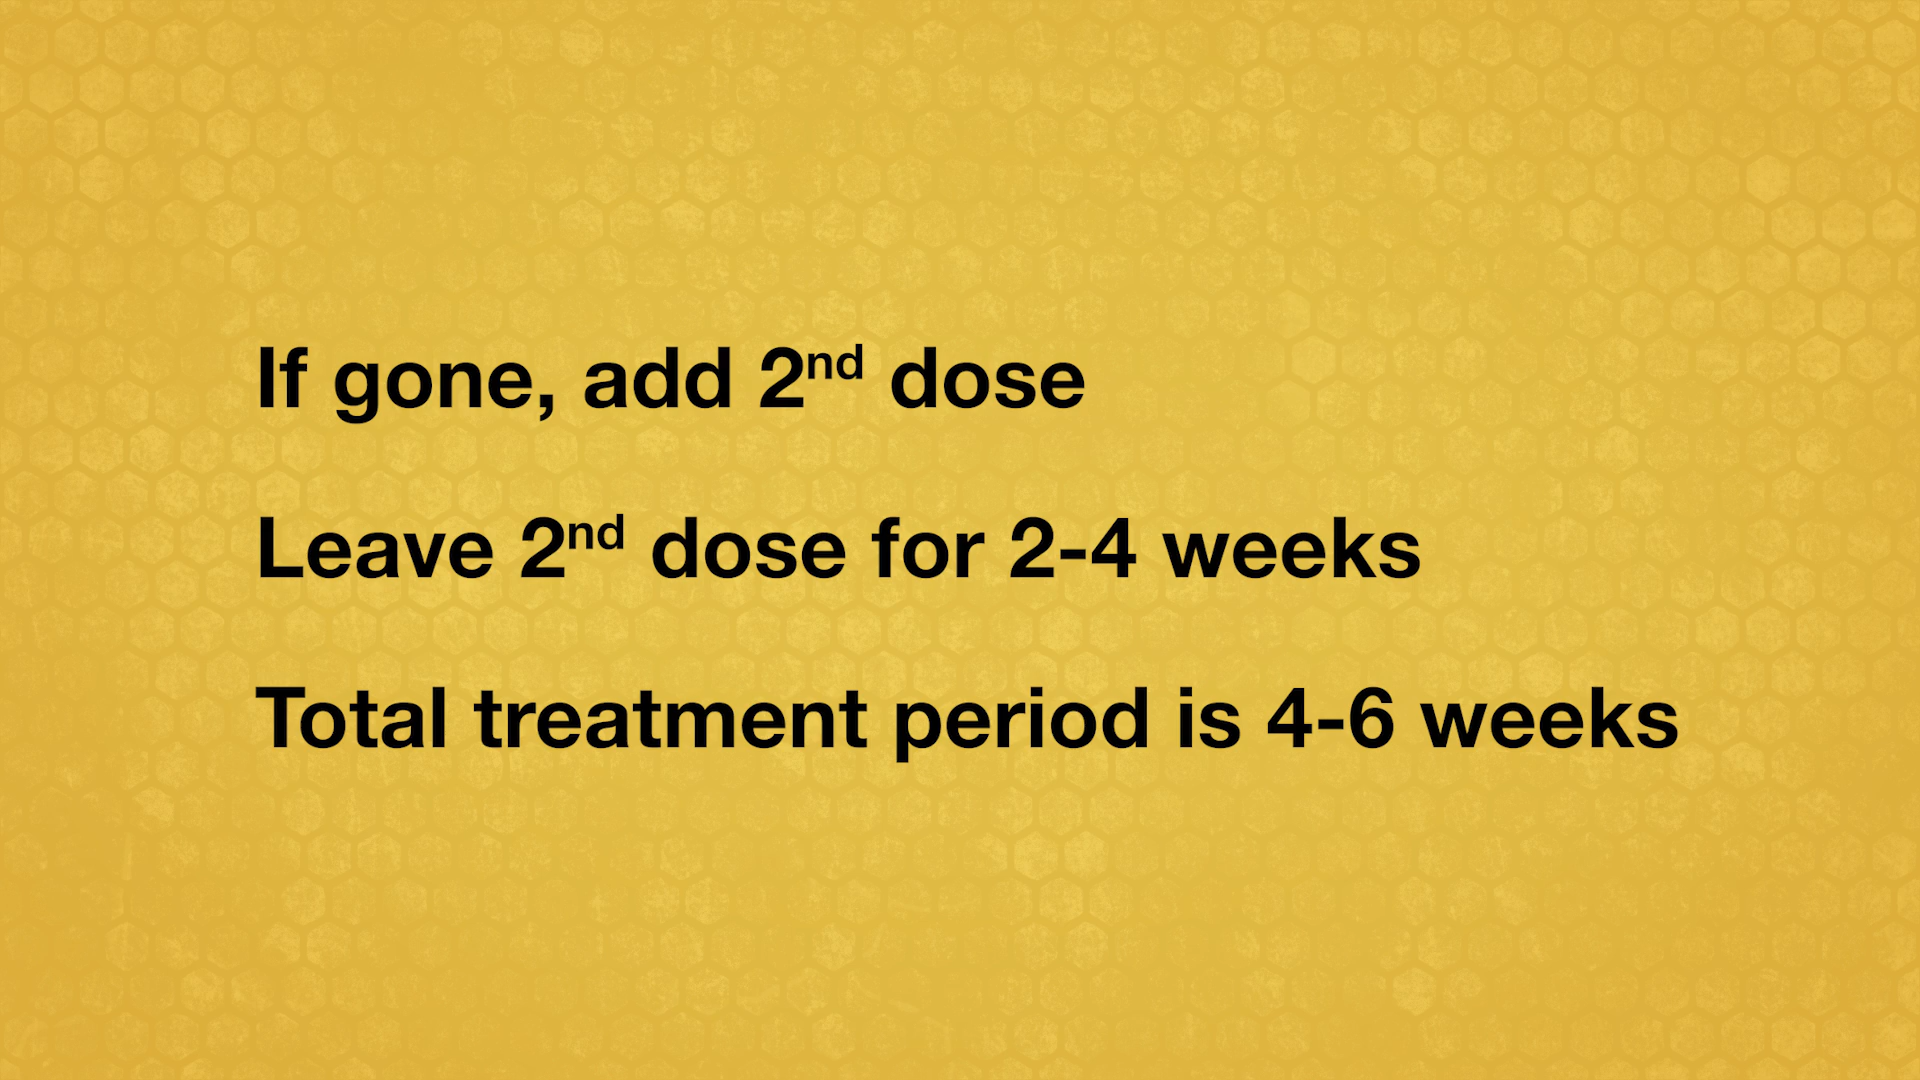 If gone, add 2nd dose
Leave 2nd dose for 2-4 weeks
Total treatment period is 4-6 weeks